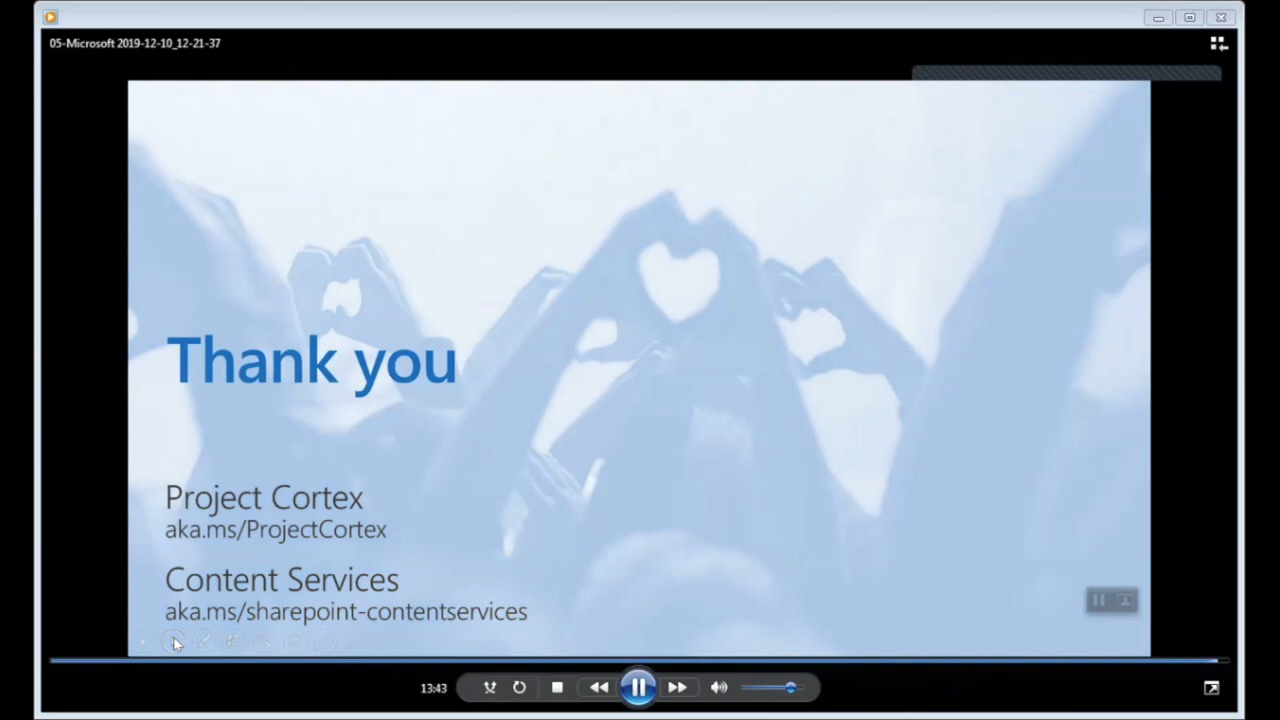 05-Microsoft 2019-12-10_12-21-37
Thank you
Project Cortex
aka.ms/ProjectCortex
Content Services
aka.ms/sharepoint-contentservices
13:43